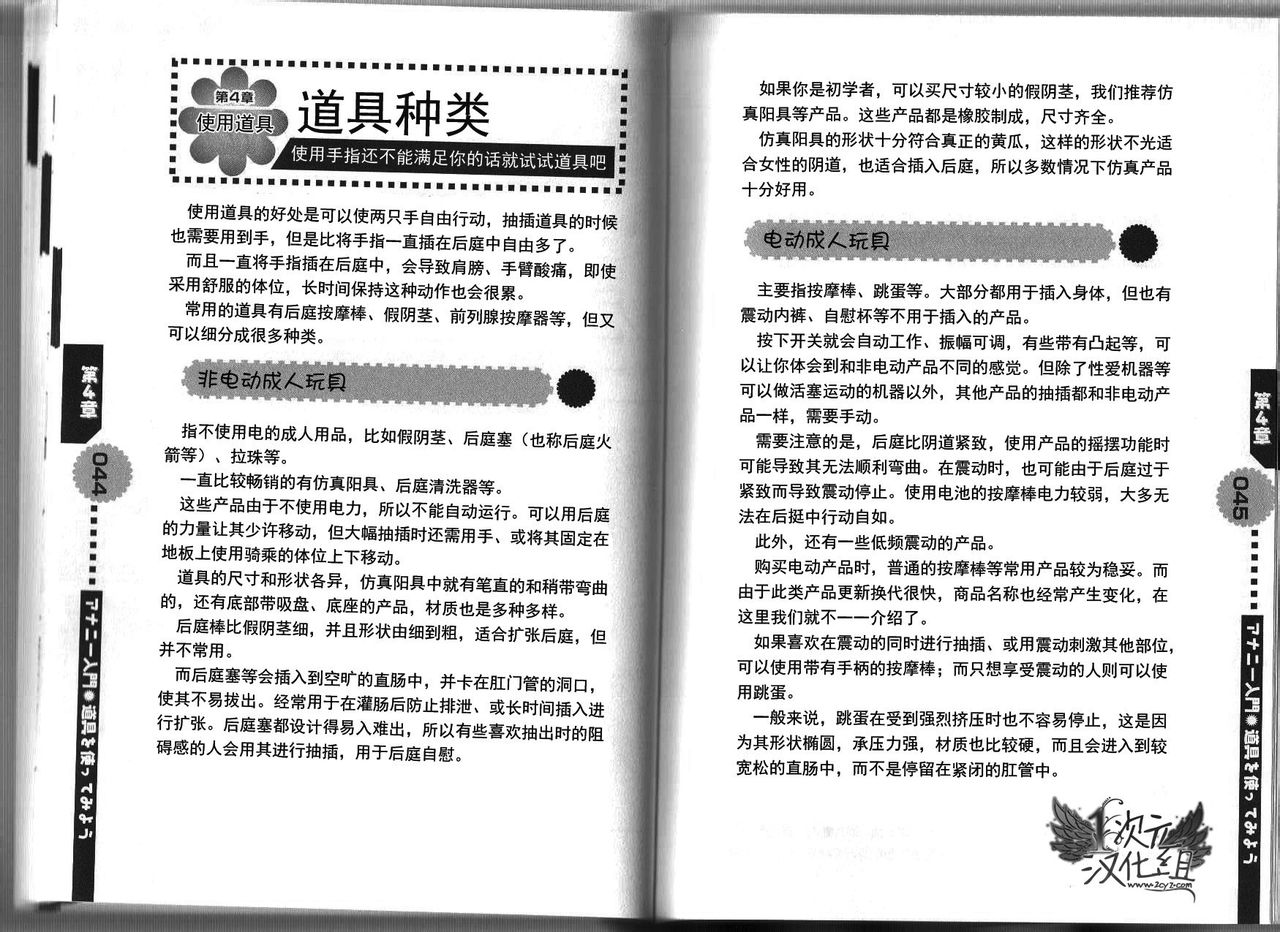 第4章
使用道具
道具种类
使用手指还不能满足你的话就试试道具吧
使用道具的好处是可以使两只手自由行动，抽插道具的时候
也需要用到手，但是比将手指一直插在后庭中自由多了。
而且一直将手指插在后庭中，会导致肩膀、手臂酸痛，即使
采用舒服的体位，长时间保持这种动作也会很累。
常用的道具有后庭按摩棒、假阴茎、前列腺按摩器等，但又
可以细分成很多种类。
非电动成人玩具
指不使用电的成人用品，比如假阴茎、后庭塞（也称后庭火
箭等）、拉珠等。
一直比较畅销的有仿真阳具、后庭清洗器等。
这些产品由于不使用电力，所以不能自动运行。可以用后庭
的力量让其少许移动，但大幅抽插时还需用手、或将其固定在
地板上使用骑乘的体位上下移动。
道具的尺寸和形状各异，仿真阳具中就有笔直的和稍带弯曲
的，还有底部带吸盘、底座的产品，材质也是多种多样。
后庭棒比假阴茎细，并且形状由细到粗，适合扩张后庭，但
并不常用。
而后庭塞等会插入到空旷的直肠中，并卡在肛门管的洞口，
使其不易拔出。经常用于在灌肠后防止排泄、或长时间插入进
行扩张。后庭塞都设计得易入难出，所以有些喜欢抽出时的阻
碍感的人会用其进行抽插，用于后庭自慰。
第4章
044
アナニー入門✹道具を使ってみよう
如果你是初学者，可以买尺寸较小的假阴茎，我们推荐仿
真阳具等产品。这些产品都是橡胶制成，尺寸齐全。
仿真阳具的形状十分符合真正的黄瓜，这样的形状不光适
合女性的阴道，也适合插入后庭，所以多数情况下仿真产品
十分好用。
电动成人玩具
主要指按摩棒、跳蛋等。大部分都用于插入身体，但也有
震动内裤、自慰杯等不用于插入的产品。
按下开关就会自动工作、振幅可调，有些带有凸起等，可
以让你体会到和非电动产品不同的感觉。但除了性爱机器等
可以做活塞运动的机器以外，其他产品的抽插都和非电动产
品一样，需要手动。
需要注意的是，后庭比阴道紧致，使用产品的摇摆功能时
可能导致其无法顺利弯曲。在震动时，也可能由于后庭过于
紧致而导致震动停止。使用电池的按摩棒电力较弱，大多无
法在后挺中行动自如。
此外，还有一些低频震动的产品。
购买电动产品时，普通的按摩棒等常用产品较为稳妥。而
由于此类产品更新换代很快，商品名称也经常产生变化，在
这里我们就不一一介绍了。
如果喜欢在震动的同时进行抽插、或用震动刺激其他部位，
可以使用带有手柄的按摩棒；而只想享受震动的人则可以使
用跳蛋。
一般来说，跳蛋在受到强烈挤压时也不容易停止，这是因
为其形状椭圆，承压力强，材质也比较硬，而且会进入到较
宽松的直肠中，而不是停留在紧闭的肛管中。
第4章
045
アナニー入門✹道具を使ってみよう
次元
汉化组
www.2cyz.com